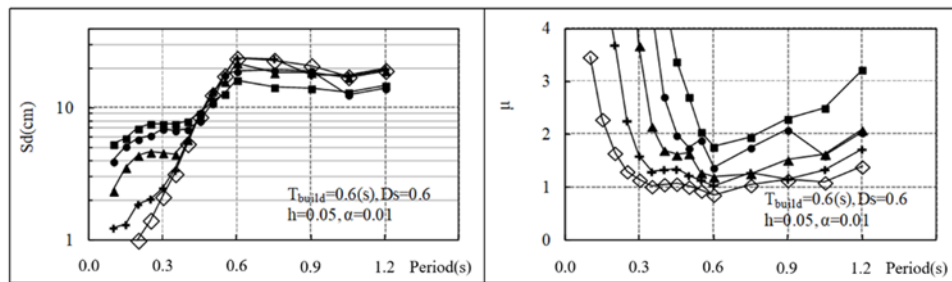 Sd(cm)
10
1
T_build=0.6(s), Ds=0.6
h=0.05, α=0.01
0.0 0.3 0.6 0.9 1.2 Period(s)
μ
4
3
2
1
0
T_build=0.6(s), Ds=0.6
h=0.05, α=0.01
0.0 0.3 0.6 0.9 1.2 Period(s)